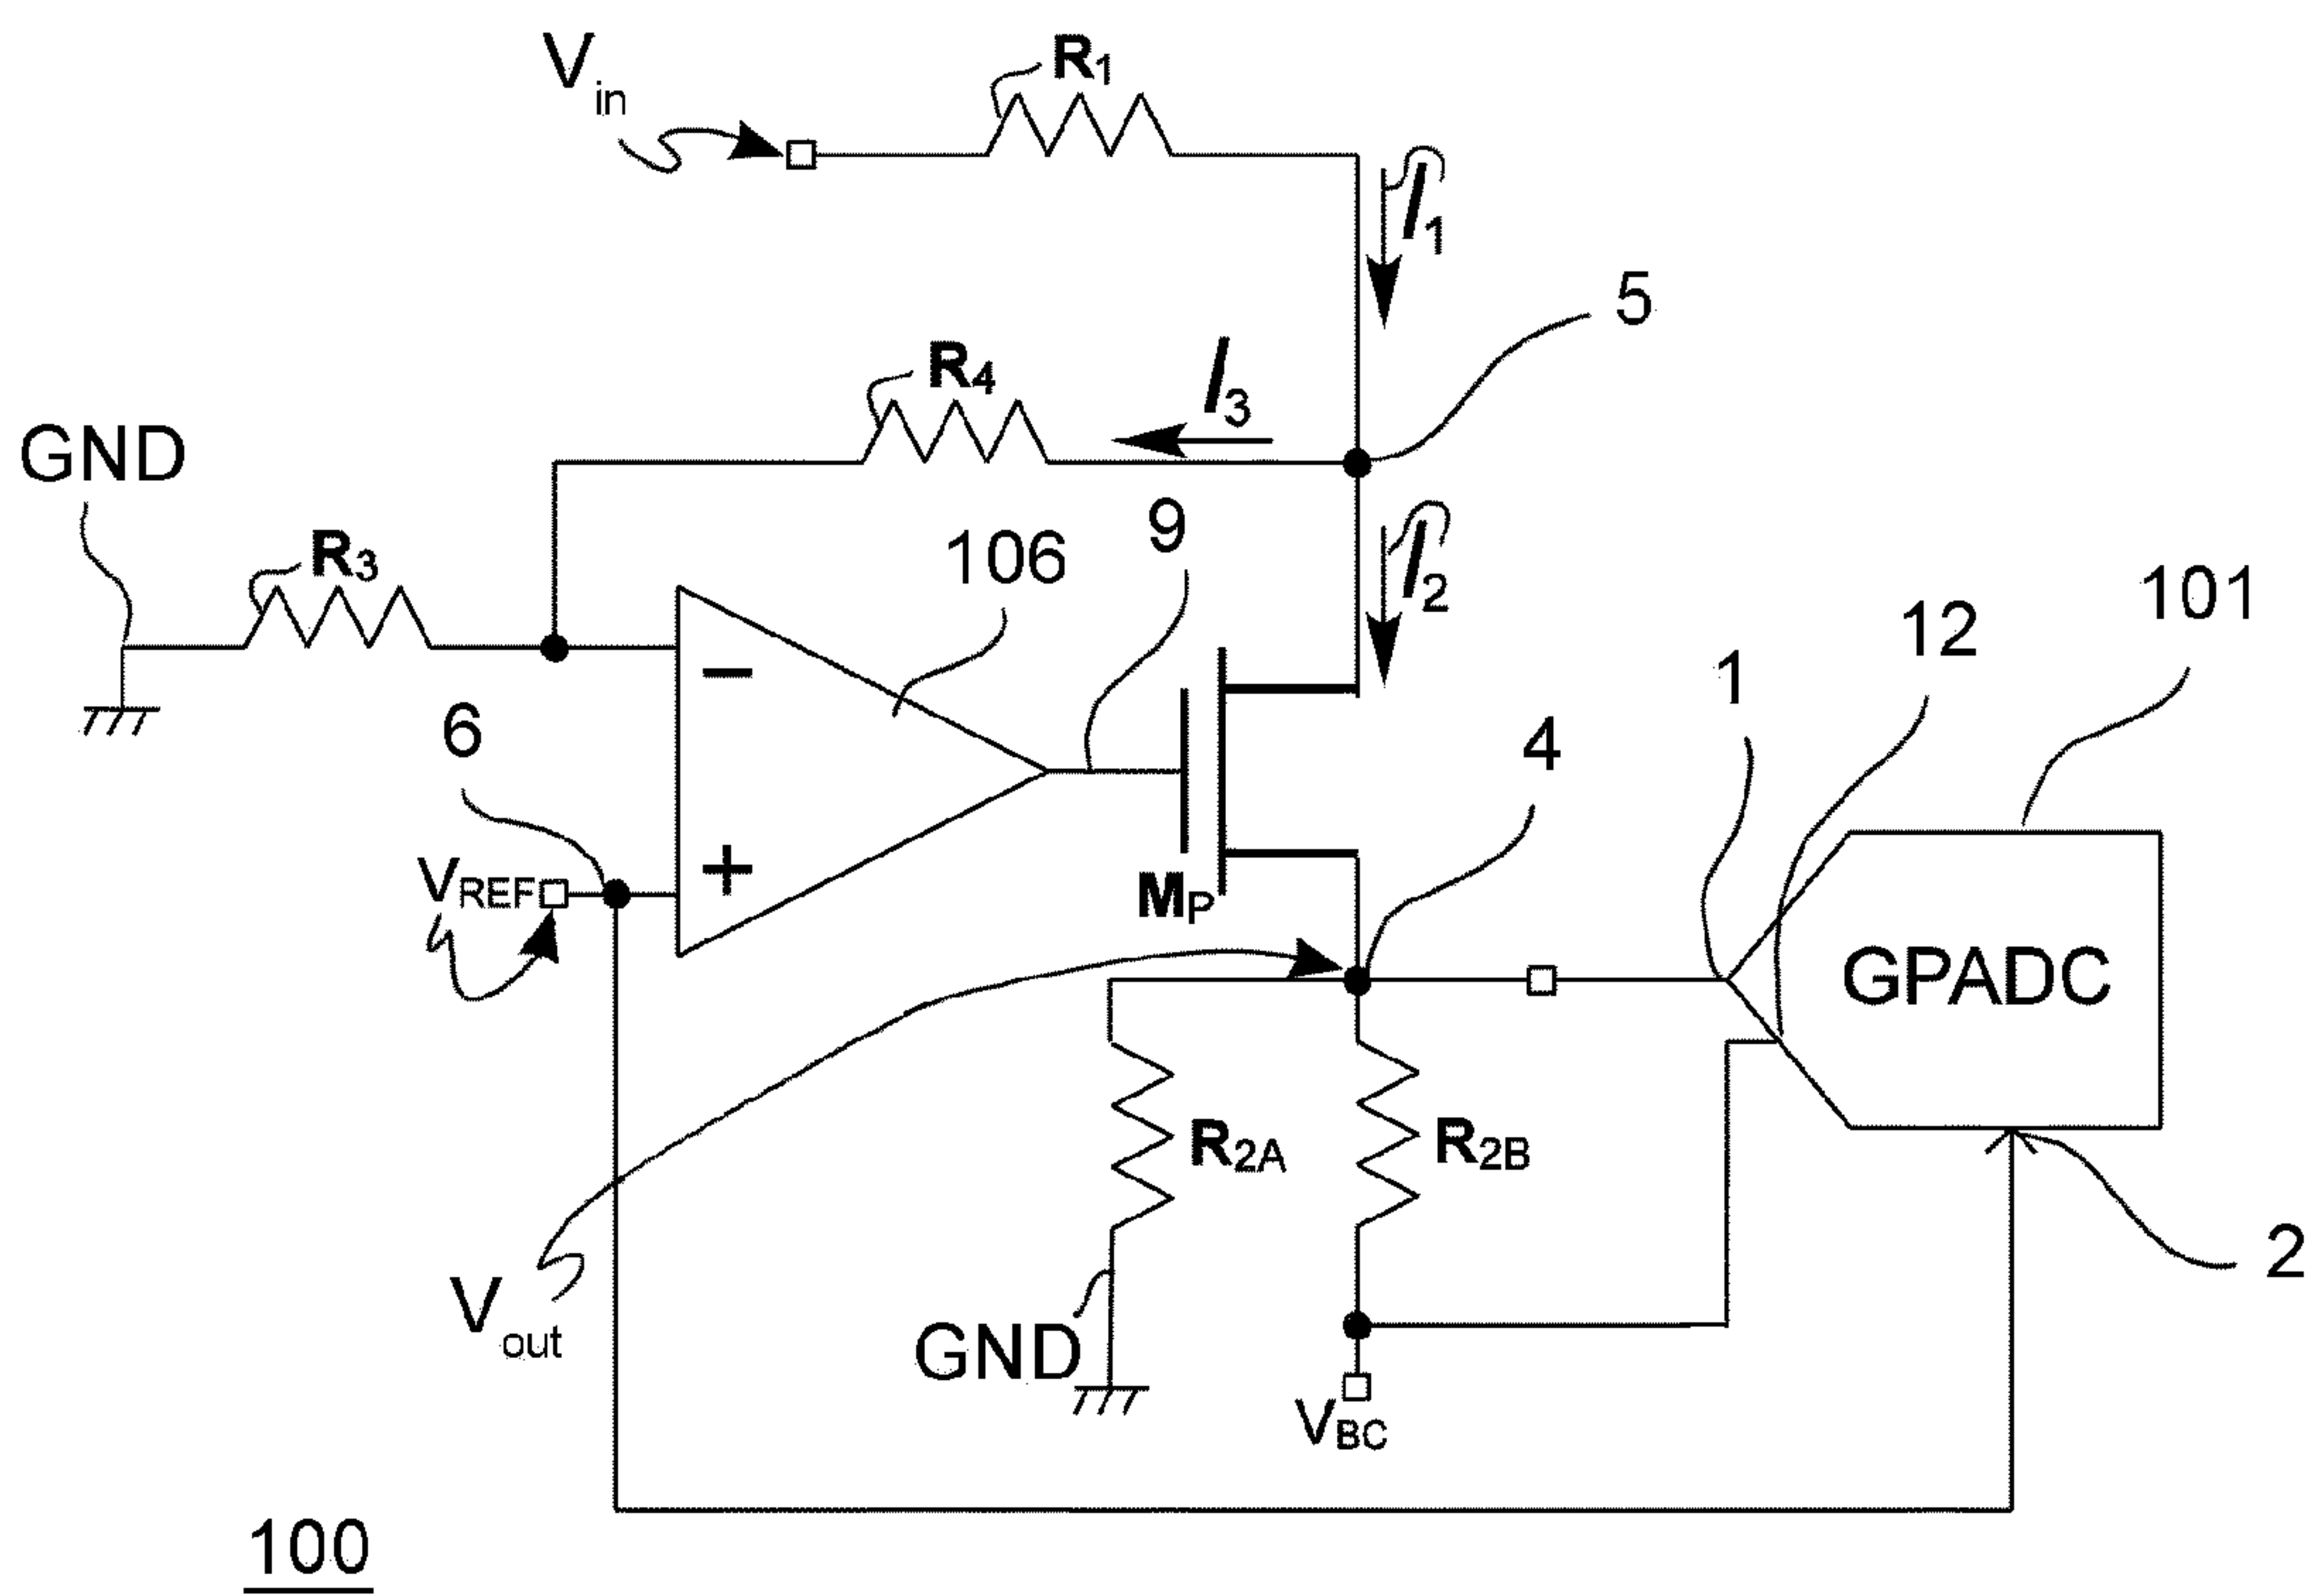 Vin
R1
I1
5
R4
I3
GND
R3
106
9
I2
12
101
1
6
4
−
VREF
+
MP
GPADC
R2A
R2B
2
Vout
GND
VBC
100